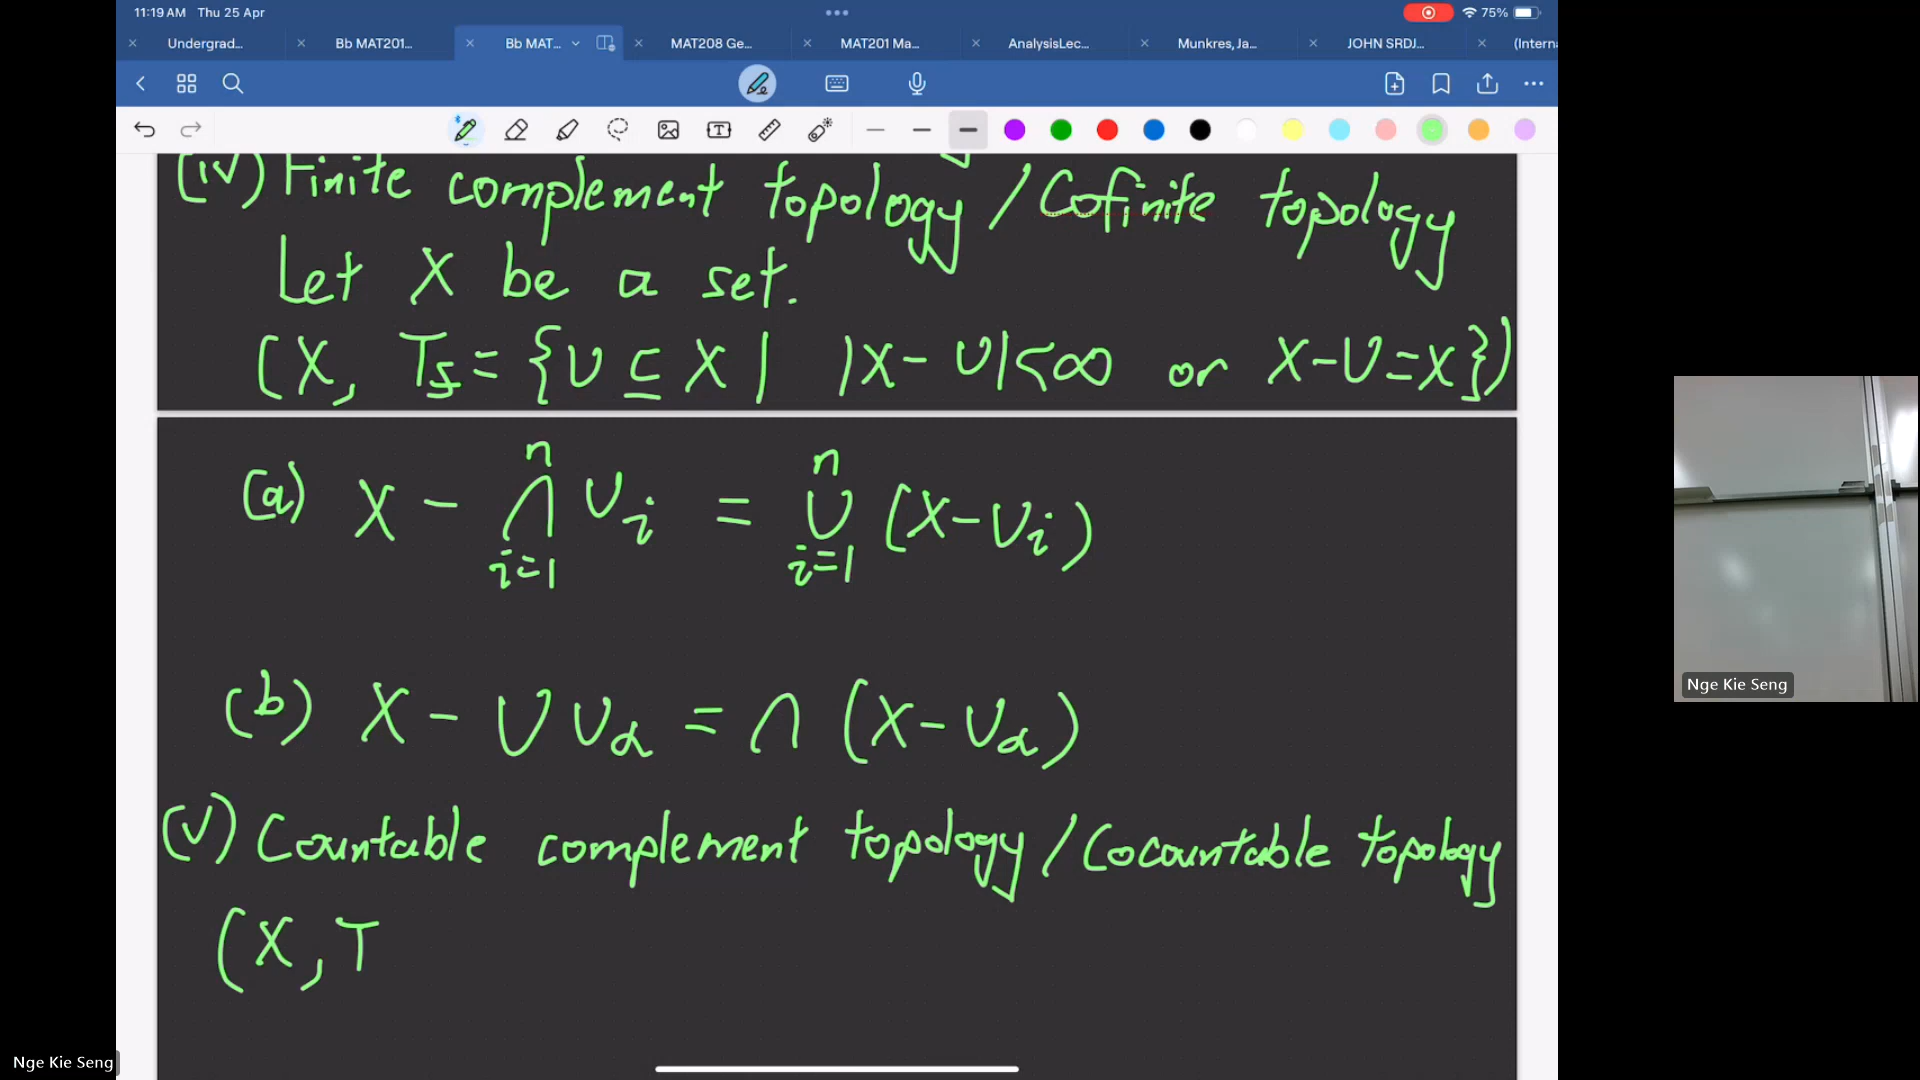 11:19 AM Thu 25 Apr
75%
Undergrad...
Bb MAT201...
Bb MAT...
MAT208 Ge...
MAT201 Ma...
AnalysisLec...
Munkres, Ja...
JOHN SRDJ...
(Intern
(iv) Finite complement topology / Cofinite topology
Let X be a set.
(X, T_f = {U ⊆ X | |X - U| < ∞ or X - U = X})
(a) X - ⋂_{i=1}^{n} U_i = ⋃_{i=1}^{n} (X - U_i)
(b) X - ∪ U_α = ∩ (X - U_α)
(v) Countable complement topology / Cocountable topology
(X, T
Nge Kie Seng
Nge Kie Seng